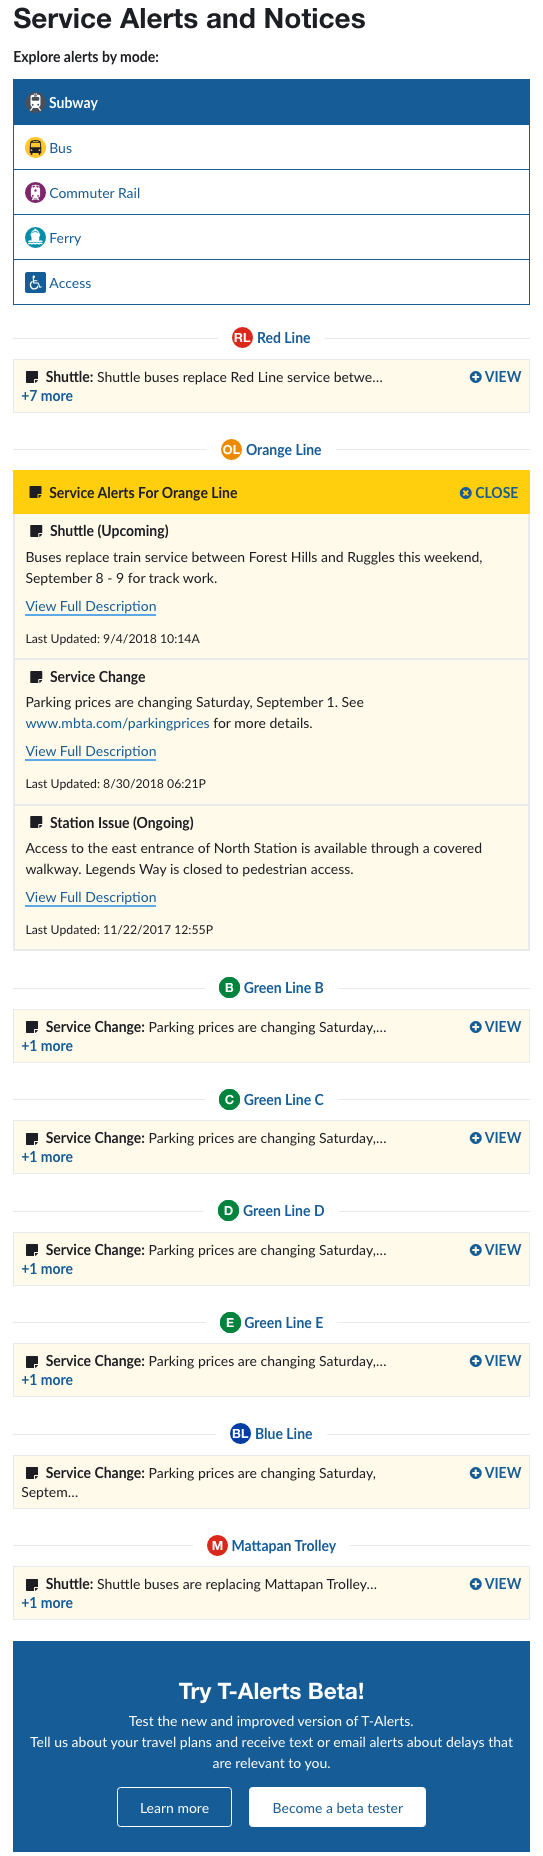 Service Alerts and Notices
Explore alerts by mode:
Subway
Bus
Commuter Rail
Ferry
Access
RL Red Line
Shuttle: Shuttle buses replace Red Line service betwe... VIEW
+7 more
OL Orange Line
Service Alerts For Orange Line CLOSE
Shuttle (Upcoming)
Buses replace train service between Forest Hills and Ruggles this weekend,
September 8 - 9 for track work.
View Full Description
Last Updated: 9/4/2018 10:14A
Service Change
Parking prices are changing Saturday, September 1. See
www.mbta.com/parkingprices for more details.
View Full Description
Last Updated: 8/30/2018 06:21P
Station Issue (Ongoing)
Access to the east entrance of North Station is available through a covered
walkway. Legends Way is closed to pedestrian access.
View Full Description
Last Updated: 11/22/2017 12:55P
B Green Line B
Service Change: Parking prices are changing Saturday,... VIEW
+1 more
C Green Line C
Service Change: Parking prices are changing Saturday,... VIEW
+1 more
D Green Line D
Service Change: Parking prices are changing Saturday,... VIEW
+1 more
E Green Line E
Service Change: Parking prices are changing Saturday,... VIEW
+1 more
BL Blue Line
Service Change: Parking prices are changing Saturday, VIEW
Septem...
M Mattapan Trolley
Shuttle: Shuttle buses are replacing Mattapan Trolley... VIEW
+1 more
Try T-Alerts Beta!
Test the new and improved version of T-Alerts.
Tell us about your travel plans and receive text or email alerts about delays that
are relevant to you.
Learn more Become a beta tester